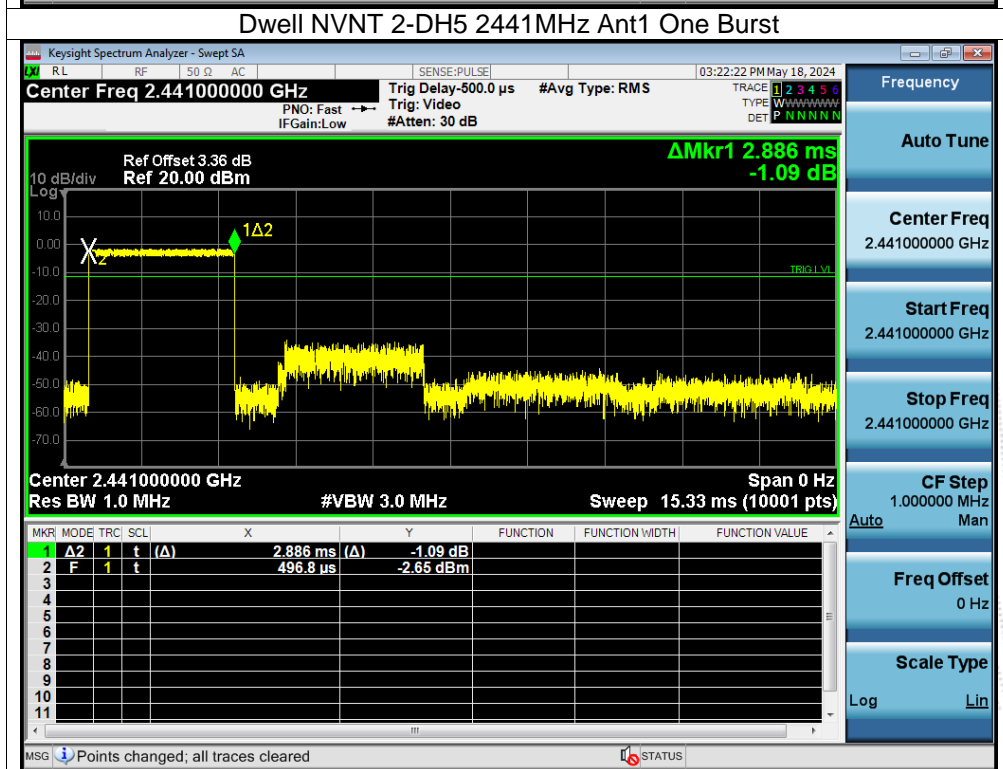 Dwell NVNT 2-DH5 2441MHz Ant1 One Burst
Keysight Spectrum Analyzer - Swept SA
LXI RL RF 50 Ω AC SENSE:PULSE 03:22:22 PM May 18, 2024
Center Freq 2.441000000 GHz Trig Delay-500.0 µs #Avg Type: RMS TRACE 1 2 3 4 5 6
PNO: Fast Trig: Video TYPE WWWWWW
IFGain:Low #Atten: 30 dB DET P N N N N N
Frequency
Auto Tune
Center Freq
2.441000000 GHz
Start Freq
2.441000000 GHz
Stop Freq
2.441000000 GHz
CF Step
1.000000 MHz
Auto Man
Freq Offset
0 Hz
Scale Type
Log Lin
ΔMkr1 2.886 ms
-1.09 dB
Ref Offset 3.36 dB
10 dB/div Ref 20.00 dBm
Log
10.0
0.00
-10.0
-20.0
-30.0
-40.0
-50.0
-60.0
-70.0
1Δ2
2
TRIG LVL
Center 2.441000000 GHz Span 0 Hz
Res BW 1.0 MHz #VBW 3.0 MHz Sweep 15.33 ms (10001 pts)
MKR MODE TRC SCL X Y FUNCTION FUNCTION WIDTH FUNCTION VALUE
1 Δ2 1 t (Δ) 2.886 ms (Δ) -1.09 dB
2 F 1 t 496.8 µs -2.65 dBm
3
4
5
6
7
8
9
10
11
MSG Points changed; all traces cleared STATUS